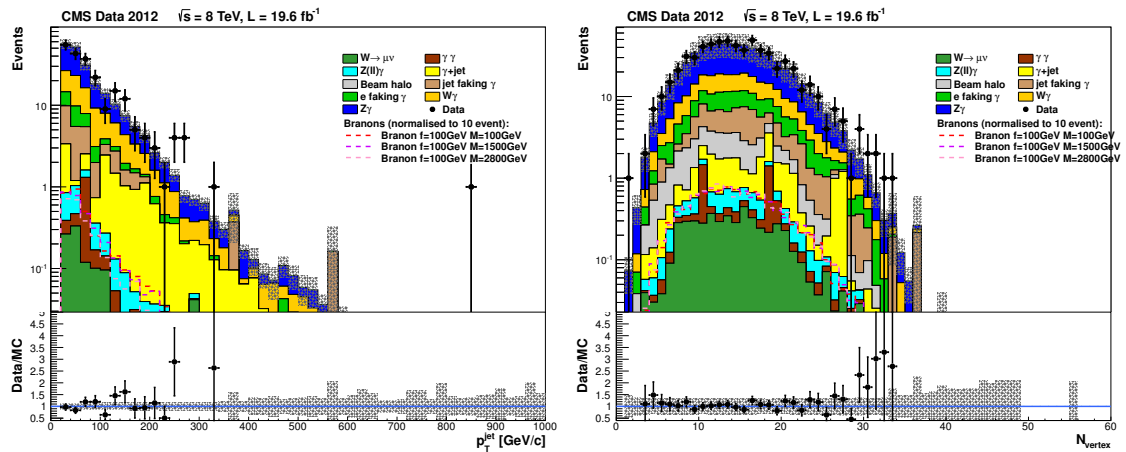 CMS Data 2012 √s = 8 TeV, L = 19.6 fb⁻¹
Events
W→ μν
γ γ
Z(ll)γ
γ+jet
Beam halo
jet faking γ
e faking γ
Wγ
Zγ
Data
Branons (normalised to 10 event):
Branon f=100GeV M=100GeV
Branon f=100GeV M=1500GeV
Branon f=100GeV M=2800GeV
10
1
10⁻¹
Data/MC
5
4.5
4
3.5
3
2.5
2
1.5
1
0.5
0 100 200 300 400 500 600 700 800 900 1000
p_T^jet [GeV/c]
CMS Data 2012 √s = 8 TeV, L = 19.6 fb⁻¹
Events
W→ μν
γ γ
Z(ll)γ
γ+jet
Beam halo
jet faking γ
e faking γ
Wγ
Zγ
Data
Branons (normalised to 10 event):
Branon f=100GeV M=100GeV
Branon f=100GeV M=1500GeV
Branon f=100GeV M=2800GeV
10
1
10⁻¹
Data/MC
5
4.5
4
3.5
3
2.5
2
1.5
1
0.5
0 10 20 30 40 50 60
N_vertex